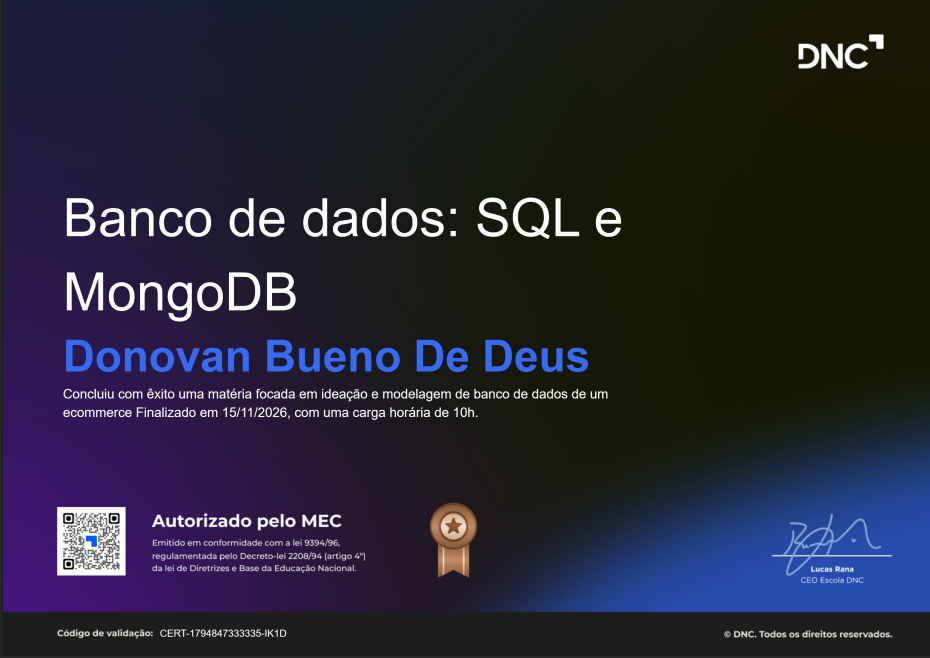 DNC
Banco de dados: SQL e
MongoDB
Donovan Bueno De Deus
Concluiu com êxito uma matéria focada em ideação e modelagem de banco de dados de um
ecommerce Finalizado em 15/11/2026, com uma carga horária de 10h.
Autorizado pelo MEC
Emitido em conformidade com a lei 9394/96,
regulamentada pelo Decreto-lei 2208/94 (artigo 4°)
da lei de Diretrizes e Base da Educação Nacional.
Lucas Rana
CEO Escola DNC
Código de validação: CERT-1794847333335-IK1D
© DNC. Todos os direitos reservados.